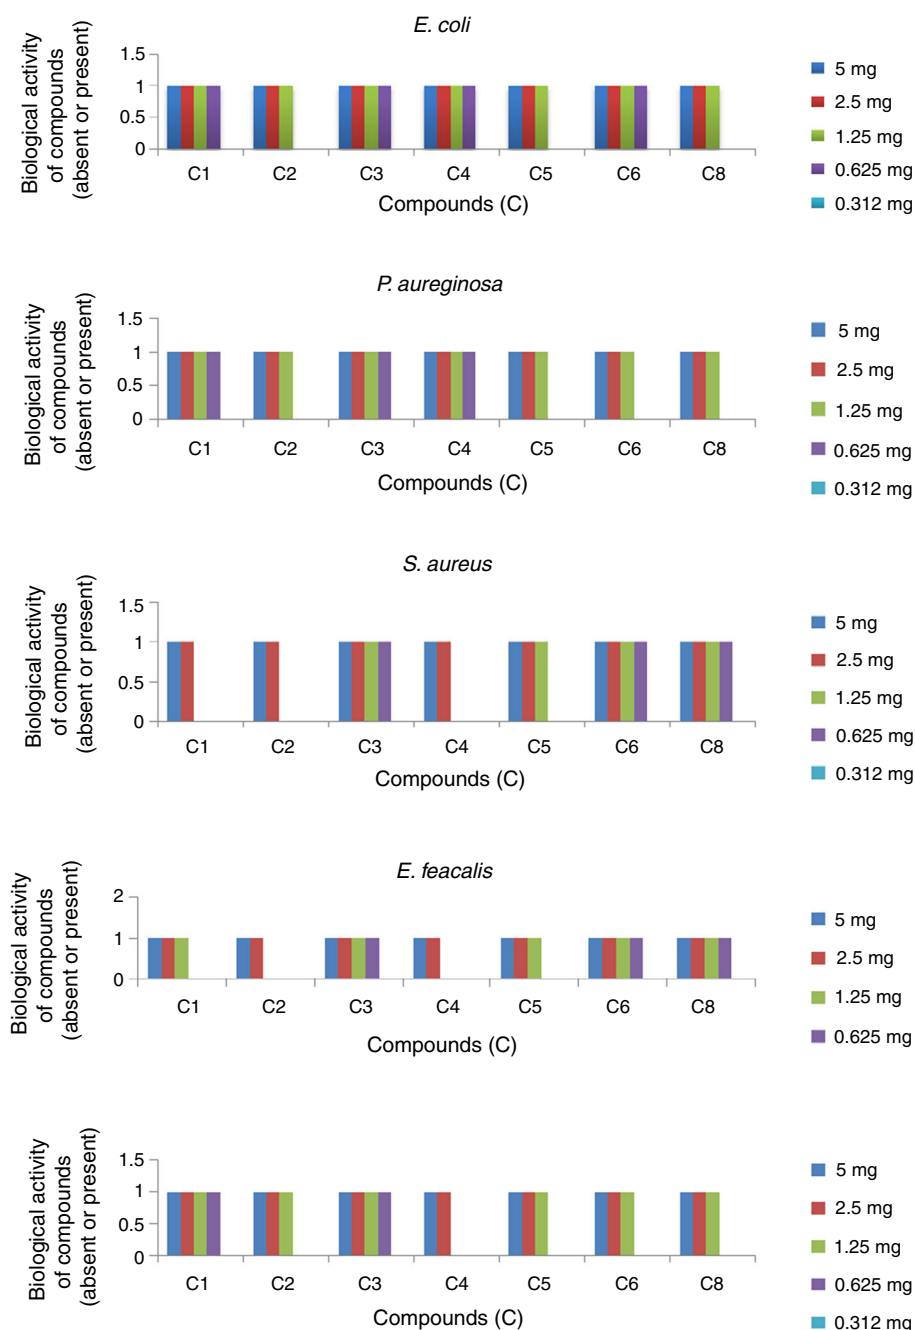 E. coli
Biological activity
of compounds
(absent or present)
1.5
1
0.5
0
C1 C2 C3 C4 C5 C6 C8
Compounds (C)
5 mg
2.5 mg
1.25 mg
0.625 mg
0.312 mg
P. aureginosa
Biological activity
of compounds
(absent or present)
1.5
1
0.5
0
C1 C2 C3 C4 C5 C6 C8
Compounds (C)
5 mg
2.5 mg
1.25 mg
0.625 mg
0.312 mg
S. aureus
Biological activity
of compounds
(absent or present)
1.5
1
0.5
0
C1 C2 C3 C4 C5 C6 C8
Compounds (C)
5 mg
2.5 mg
1.25 mg
0.625 mg
0.312 mg
E. feacalis
Biological activity
of compounds
(absent or present)
2
1
0
C1 C2 C3 C4 C5 C6 C8
Compounds (C)
5 mg
2.5 mg
1.25 mg
0.625 mg
Biological activity
of compounds
(absent or present)
1.5
1
0.5
0
C1 C2 C3 C4 C5 C6 C8
Compounds (C)
5 mg
2.5 mg
1.25 mg
0.625 mg
0.312 mg